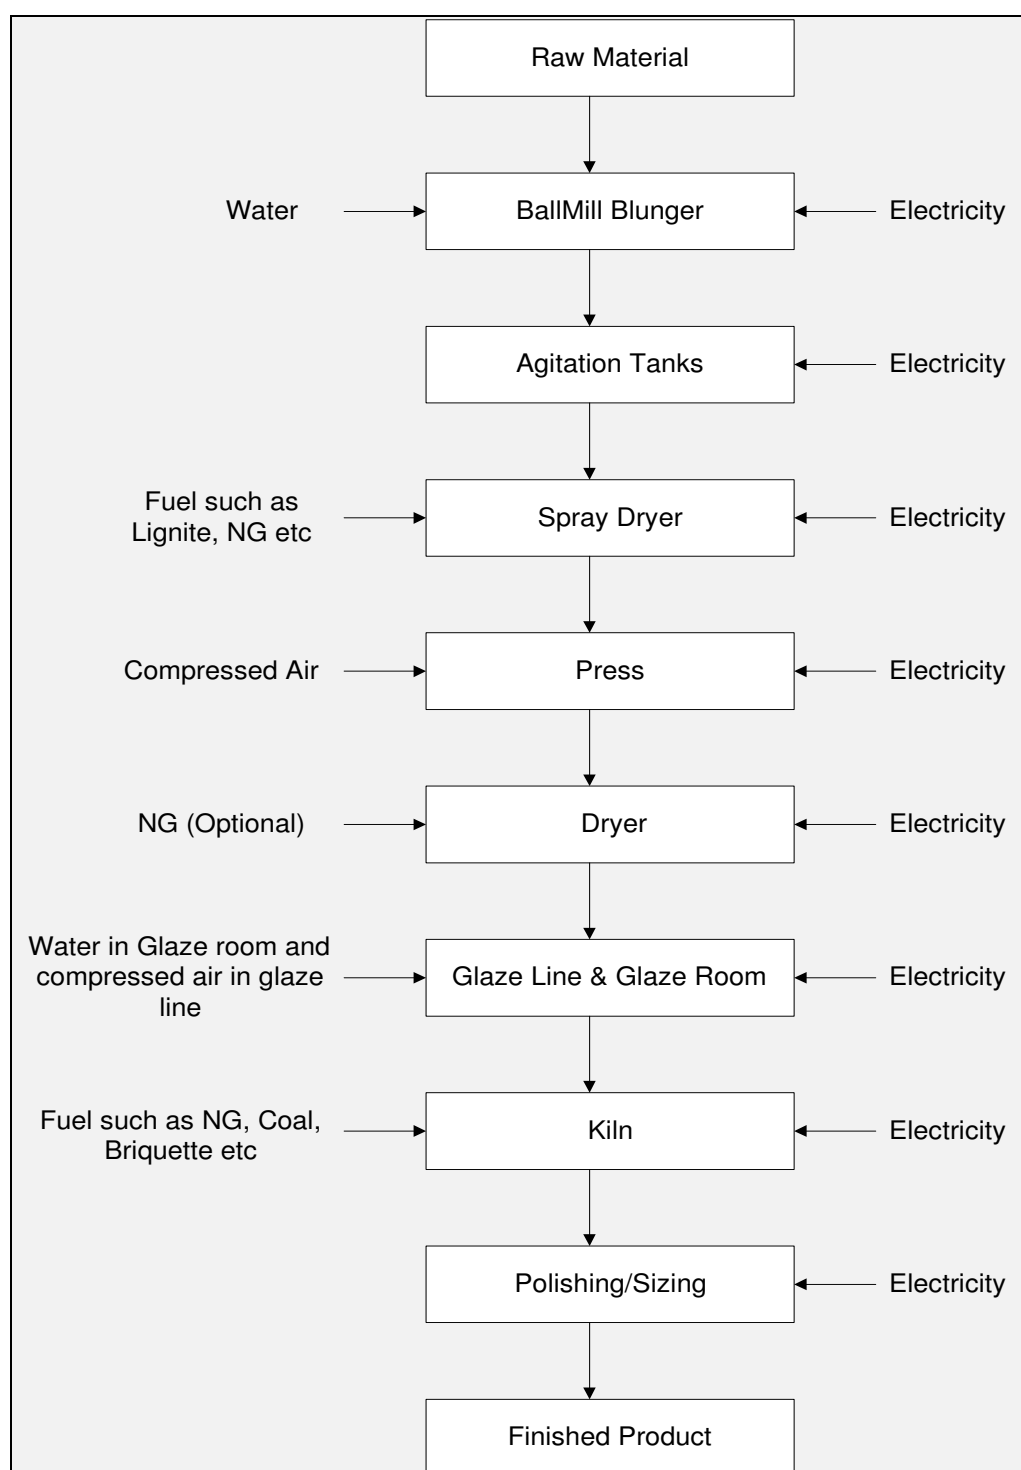 Raw Material
Water
BallMill Blunger
Electricity
Agitation Tanks
Electricity
Fuel such as
Lignite, NG etc
Spray Dryer
Electricity
Compressed Air
Press
Electricity
NG (Optional)
Dryer
Electricity
Water in Glaze room and
compressed air in glaze
line
Glaze Line & Glaze Room
Electricity
Fuel such as NG, Coal,
Briquette etc
Kiln
Electricity
Polishing/Sizing
Electricity
Finished Product